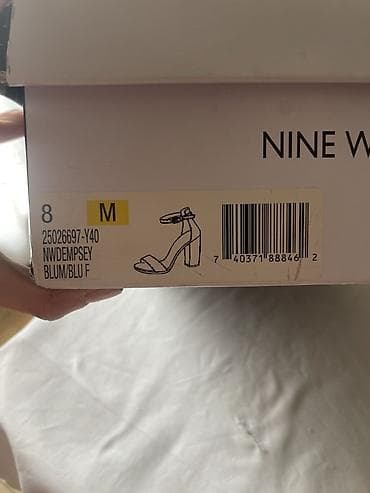 NINE W
8 M
25026697-Y40
NWDEMPSEY
BLUM/BLU F
7 40371 88846 2